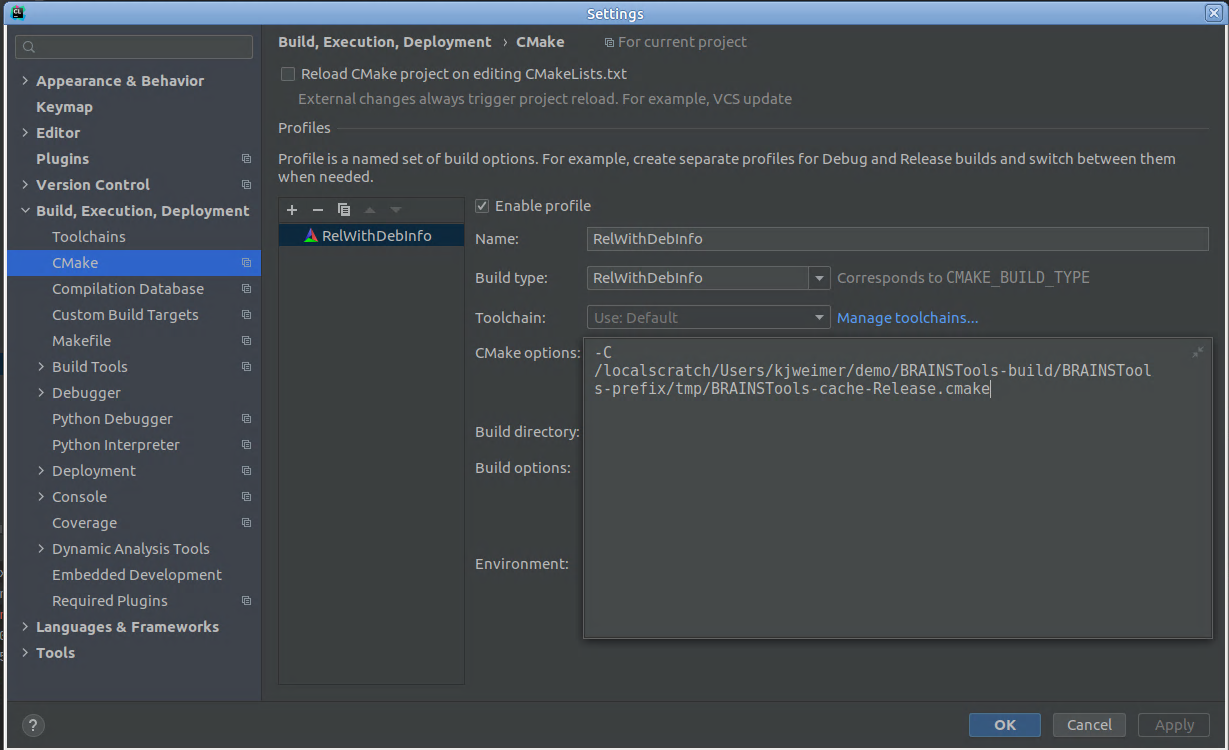 Settings
Build, Execution, Deployment › CMake For current project
Reload CMake project on editing CMakeLists.txt
External changes always trigger project reload. For example, VCS update
Profiles
Profile is a named set of build options. For example, create separate profiles for Debug and Release builds and switch between them
when needed.
Appearance & Behavior
Keymap
Editor
Plugins
Version Control
Build, Execution, Deployment
Toolchains
CMake
Compilation Database
Custom Build Targets
Makefile
Build Tools
Debugger
Python Debugger
Python Interpreter
Deployment
Console
Coverage
Dynamic Analysis Tools
Embedded Development
Required Plugins
Languages & Frameworks
Tools
RelWithDebInfo
Enable profile
Name: RelWithDebInfo
Build type: RelWithDebInfo Corresponds to CMAKE_BUILD_TYPE
Toolchain: Use: Default Manage toolchains...
CMake options: -C
/localscratch/Users/kjweimer/demo/BRAINSTools-build/BRAINSTool
s-prefix/tmp/BRAINSTools-cache-Release.cmake
Build directory:
Build options:
Environment:
?
OK Cancel Apply